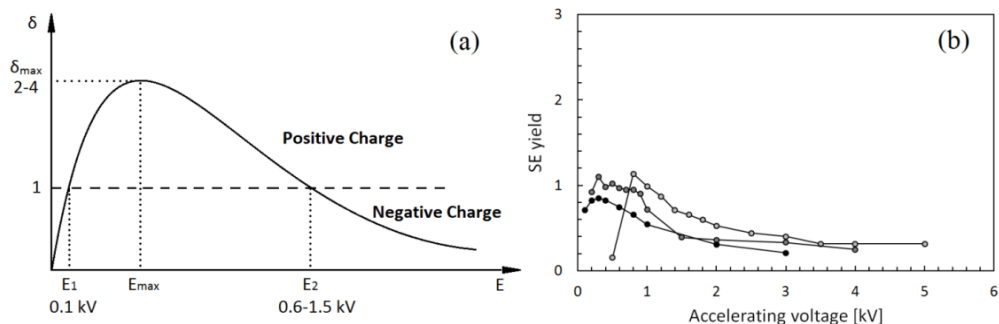 δ
(a)
δmax
2-4
Positive Charge
1
Negative Charge
E1
Emax
E2
E
0.1 kV
0.6-1.5 kV
(b)
3
2
1
0
SE yield
0 1 2 3 4 5 6
Accelerating voltage [kV]